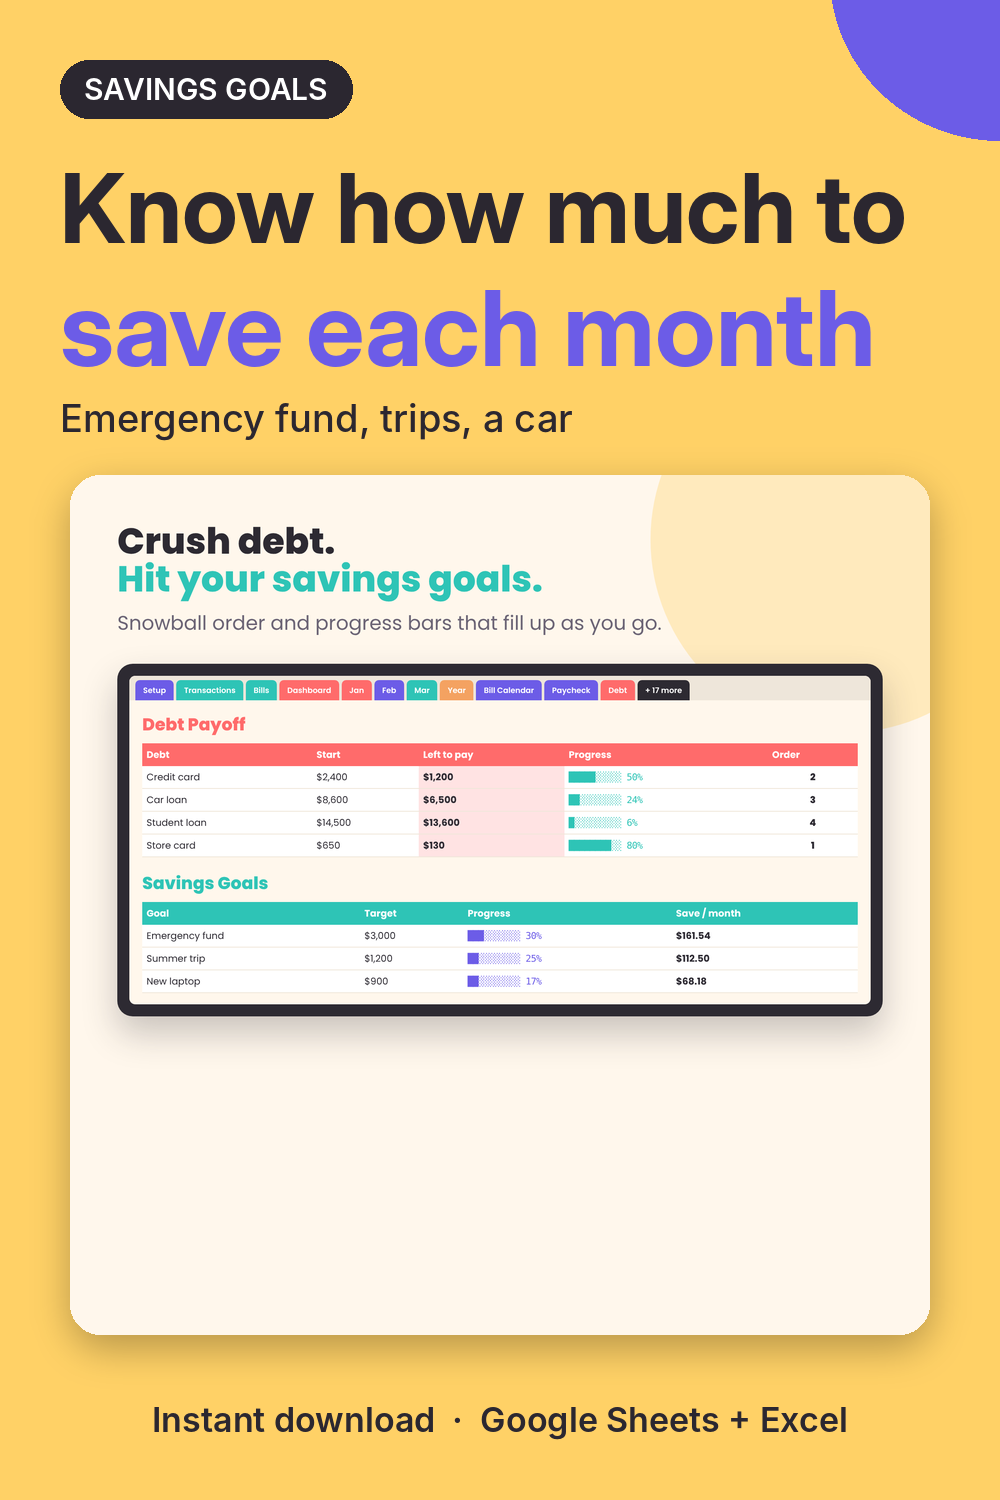 SAVINGS GOALS
Know how much to
save each month
Emergency fund, trips, a car
Crush debt.
Hit your savings goals.
Snowball order and progress bars that fill up as you go.
Setup Transactions Bills Dashboard Jan Feb Mar Year Bill Calendar Paycheck Debt + 17 more
Debt Payoff
Debt Start Left to pay Progress Order
Credit card $2,400 $1,200 50% 2
Car loan $8,600 $6,500 24% 3
Student loan $14,500 $13,600 6% 4
Store card $650 $130 80% 1
Savings Goals
Goal Target Progress Save / month
Emergency fund $3,000 30% $161.54
Summer trip $1,200 25% $112.50
New laptop $900 17% $68.18
Instant download · Google Sheets + Excel